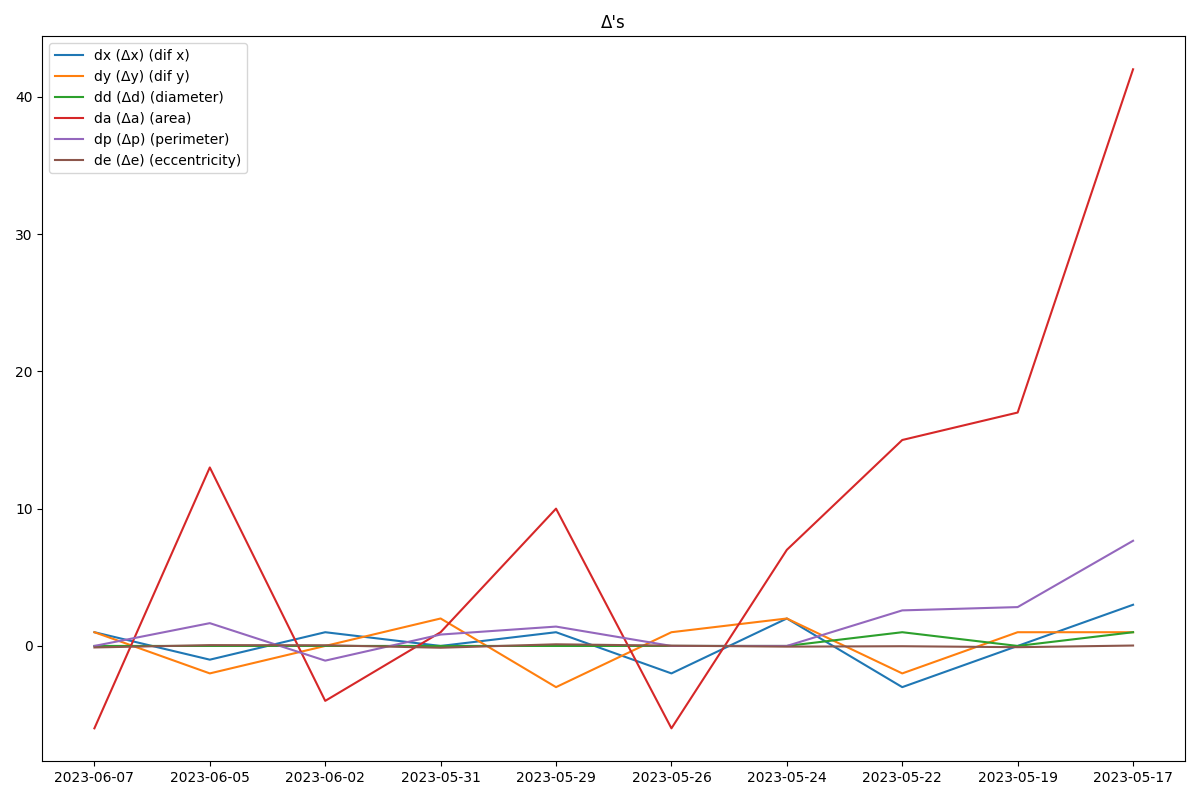 Δ's
dx (Δx) (dif x)
dy (Δy) (dif y)
dd (Δd) (diameter)
da (Δa) (area)
dp (Δp) (perimeter)
de (Δe) (eccentricity)
40
30
20
10
0
2023-06-07 2023-06-05 2023-06-02 2023-05-31 2023-05-29 2023-05-26 2023-05-24 2023-05-22 2023-05-19 2023-05-17